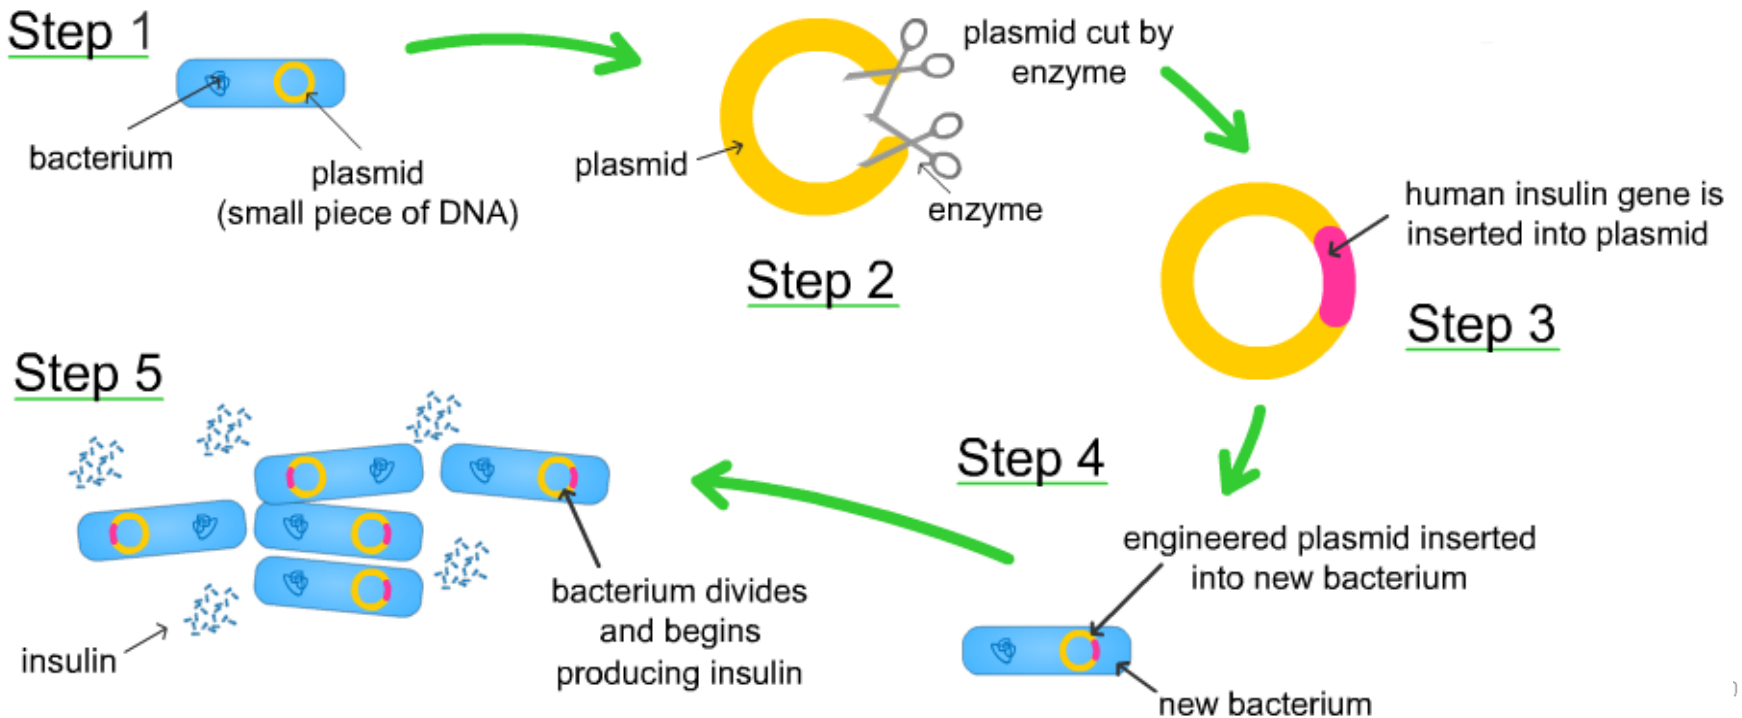 Step 1
bacterium
plasmid
(small piece of DNA)
plasmid cut by
enzyme
plasmid
enzyme
Step 2
human insulin gene is
inserted into plasmid
Step 3
Step 4
engineered plasmid inserted
into new bacterium
new bacterium
Step 5
bacterium divides
and begins
producing insulin
insulin